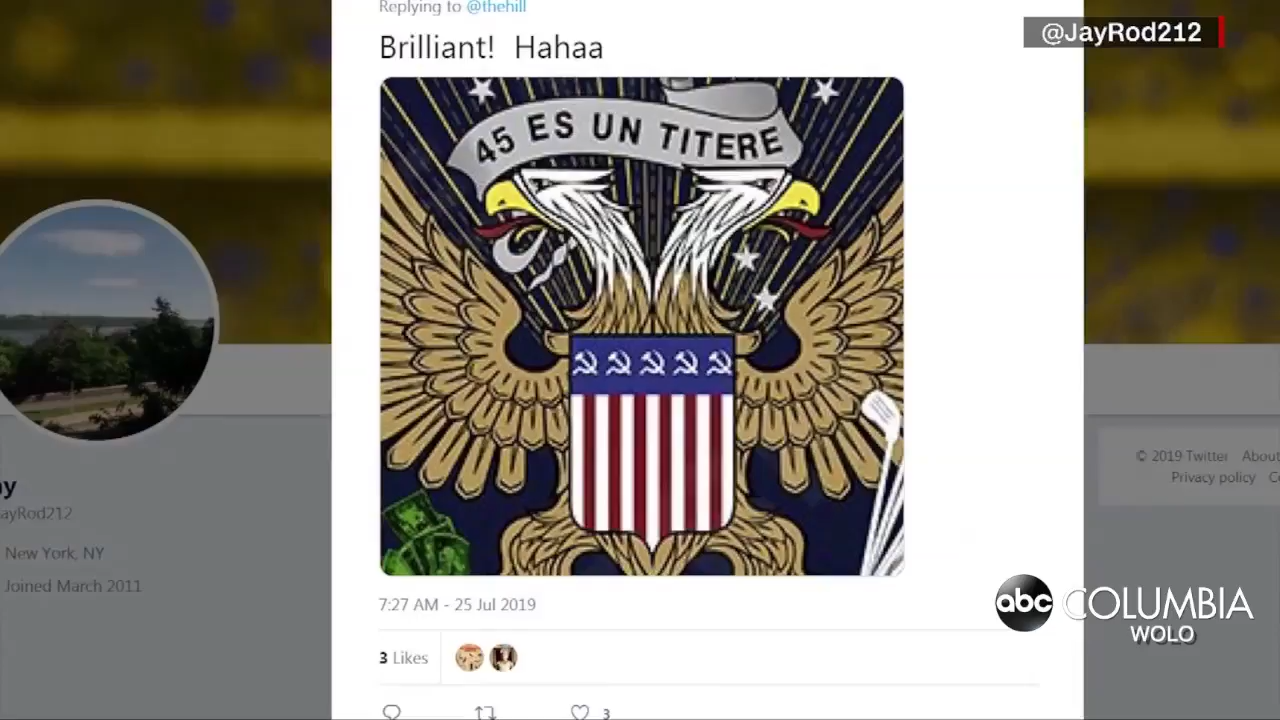 Replying to @thehill
@JayRod212
Brilliant! Hahaa
45 ES UN TITERE
ayRod212
New York, NY
Joined March 2011
© 2019 Twitter About
Privacy policy
7:27 AM - 25 Jul 2019
3 Likes
3
abc COLUMBIA
WOLO